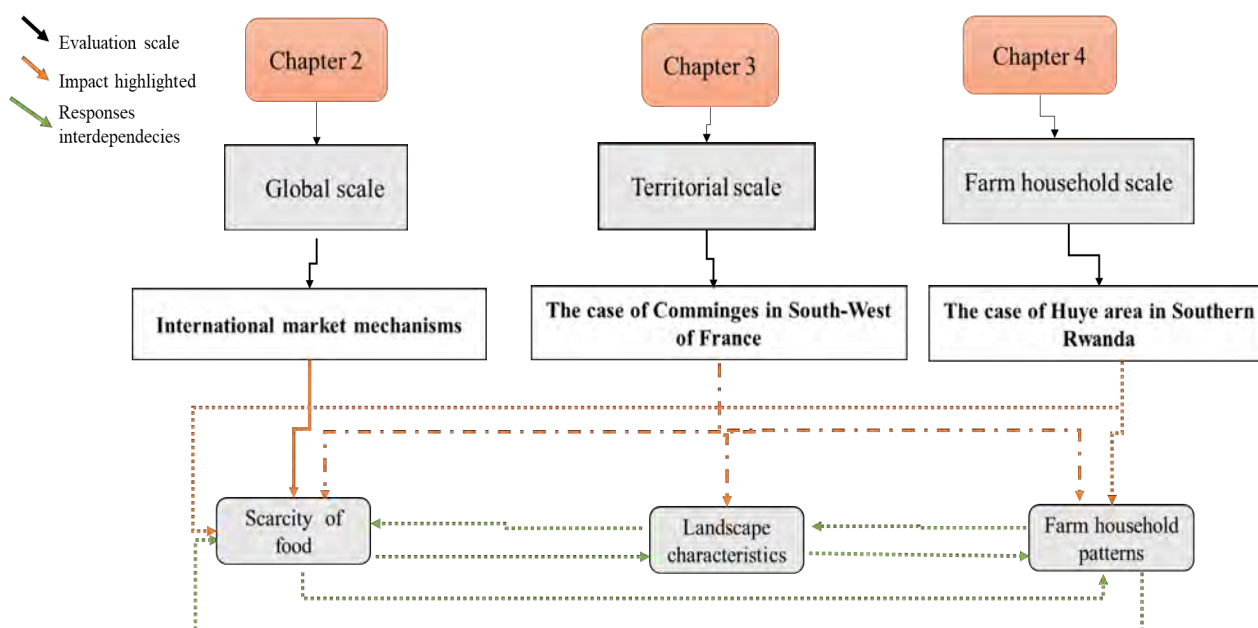 Evaluation scale
Impact highlighted
Responses
interdependecies
Chapter 2
Chapter 3
Chapter 4
Global scale
Territorial scale
Farm household scale
International market mechanisms
The case of Comminges in South-West
of France
The case of Huye area in Southern
Rwanda
Scarcity of
food
Landscape
characteristics
Farm household
patterns